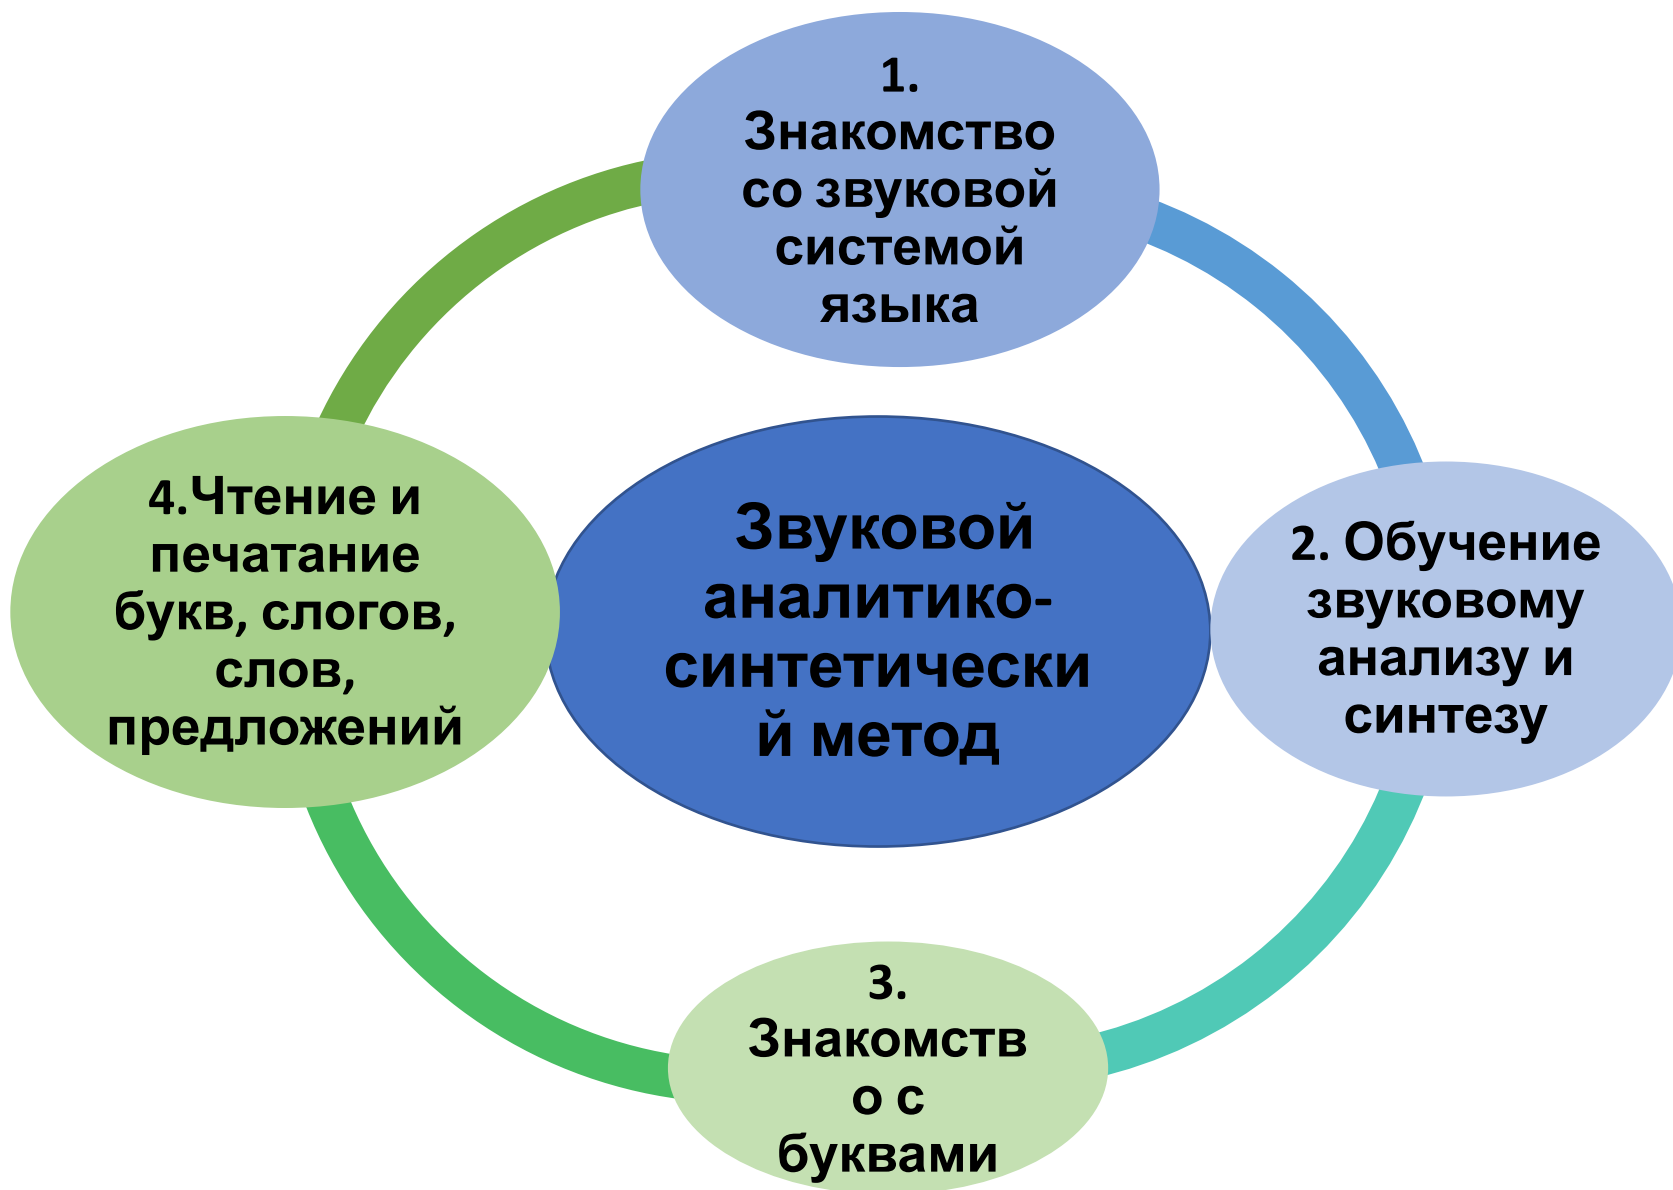 1.
Знакомство
со звуковой
системой
языка
4.Чтение и
печатание
букв, слогов,
слов,
предложений
Звуковой
аналитико-
синтетически
й метод
2. Обучение
звуковому
анализу и
синтезу
3.
Знакомств
о с
буквами